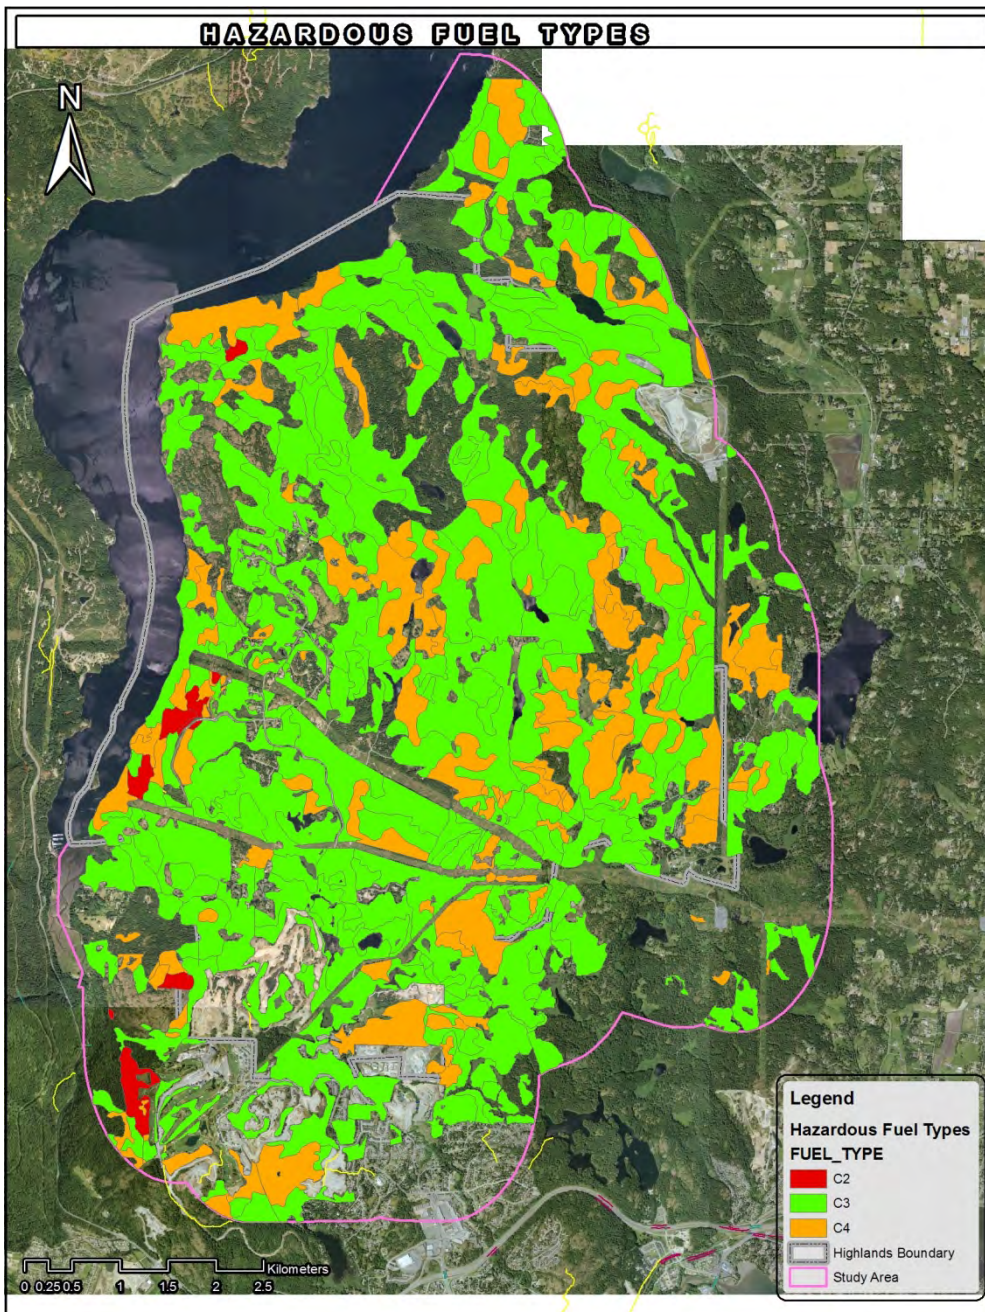 HAZARDOUS FUEL TYPES
N
Legend
Hazardous Fuel Types
FUEL_TYPE
C2
C3
C4
Highlands Boundary
Study Area
Kilometers
0 0.25 0.5 1 1.5 2 2.5